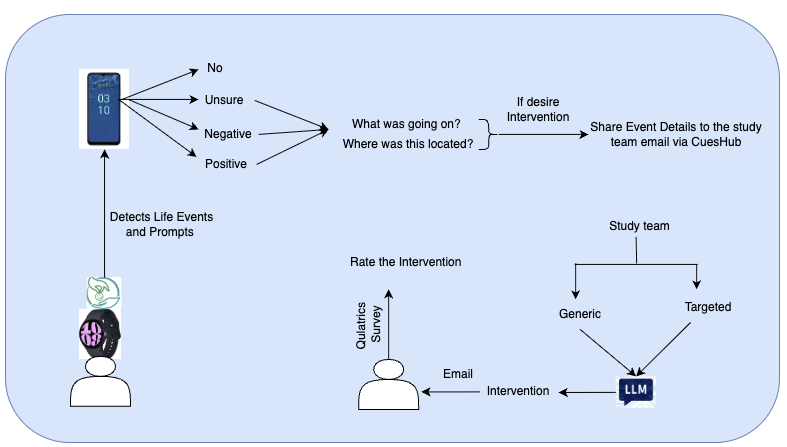 No
Unsure
Negative
Positive
03
10
What was going on?
Where was this located?
If desire
Intervention
Share Event Details to the study
team email via CuesHub
Detects Life Events
and Prompts
Study team
Generic
Targeted
LLM
Intervention
Email
Qulatrics
Survey
Rate the Intervention